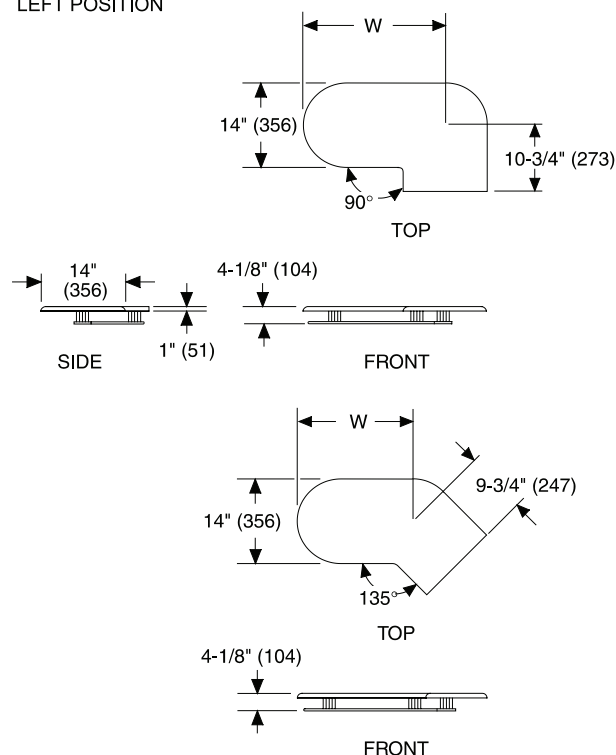 LEFT POSITION
W
14" (356)
10-3/4" (273)
90°
TOP
14"
(356)
4-1/8" (104)
1" (51)
SIDE
FRONT
W
9-3/4" (247)
14" (356)
135°
TOP
4-1/8" (104)
FRONT